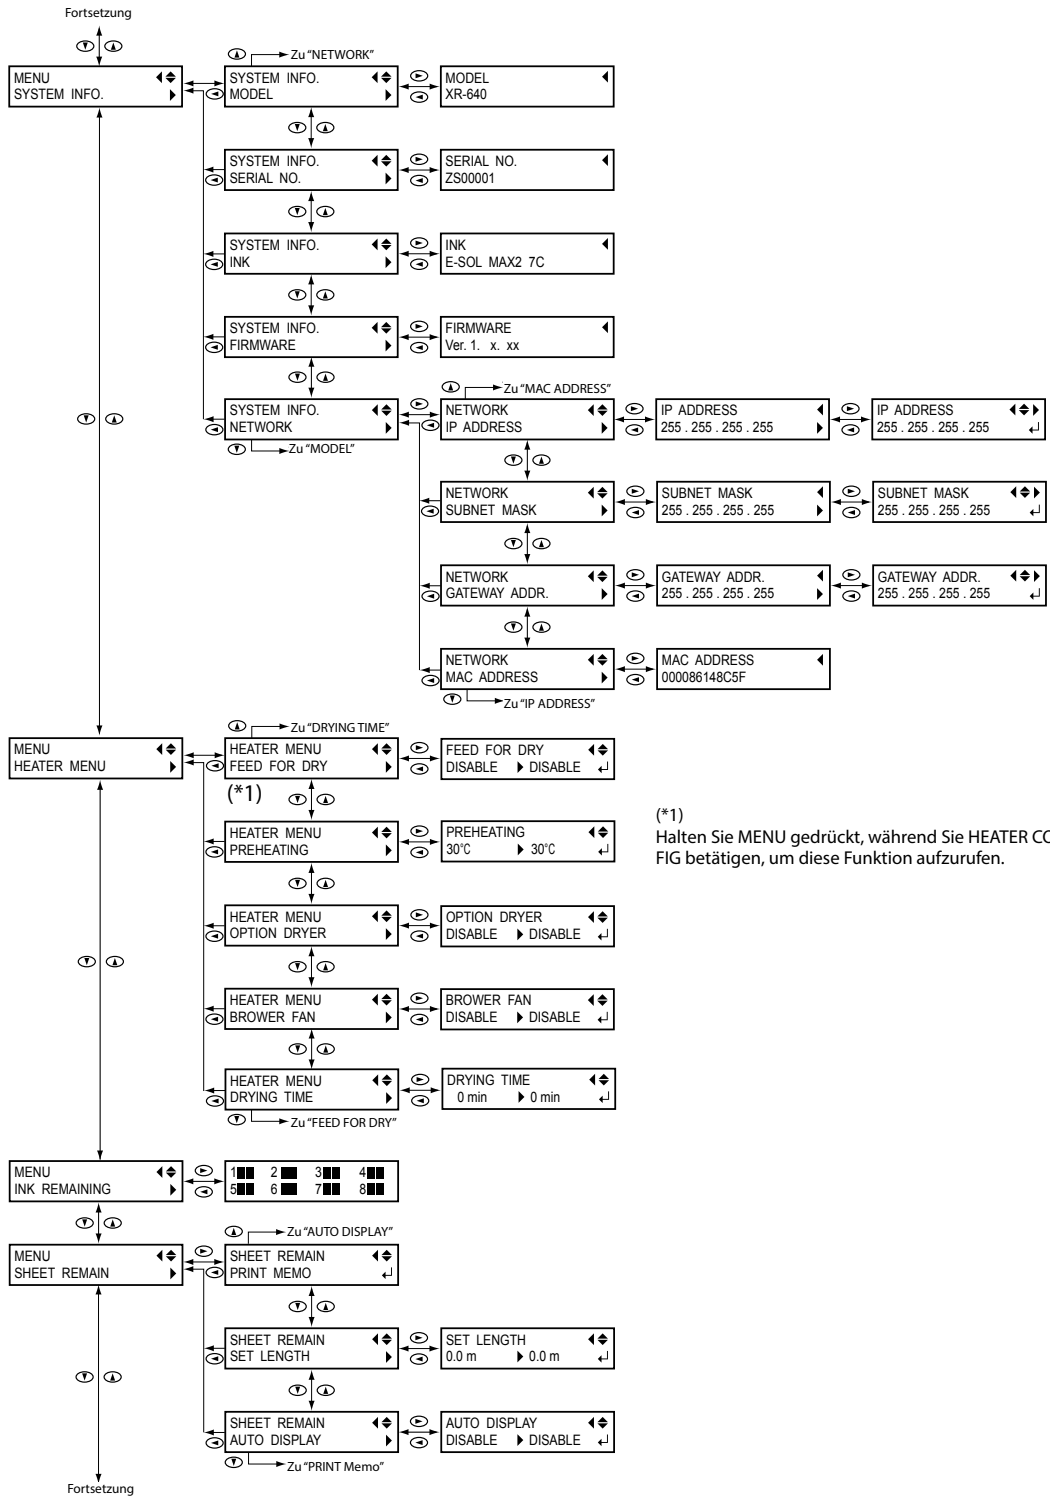 Fortsetzung
Zu “NETWORK”
MENU
SYSTEM INFO.
SYSTEM INFO.
MODEL
MODEL
XR-640
SYSTEM INFO.
SERIAL NO.
SERIAL NO.
ZS00001
SYSTEM INFO.
INK
INK
E-SOL MAX2 7C
SYSTEM INFO.
FIRMWARE
FIRMWARE
Ver. 1. x. xx
Zu “MAC ADDRESS”
SYSTEM INFO.
NETWORK
NETWORK
IP ADDRESS
IP ADDRESS
255 . 255 . 255 . 255
IP ADDRESS
255 . 255 . 255 . 255
Zu “MODEL”
NETWORK
SUBNET MASK
SUBNET MASK
255 . 255 . 255 . 255
SUBNET MASK
255 . 255 . 255 . 255
NETWORK
GATEWAY ADDR.
GATEWAY ADDR.
255 . 255 . 255 . 255
GATEWAY ADDR.
255 . 255 . 255 . 255
NETWORK
MAC ADDRESS
MAC ADDRESS
000086148C5F
Zu “IP ADDRESS”
Zu “DRYING TIME”
MENU
HEATER MENU
HEATER MENU
FEED FOR DRY
FEED FOR DRY
DISABLE DISABLE
(*1)
(*1)
Halten Sie MENU gedrückt, während Sie HEATER CO
FIG betätigen, um diese Funktion aufzurufen.
HEATER MENU
PREHEATING
PREHEATING
30°C 30°C
HEATER MENU
OPTION DRYER
OPTION DRYER
DISABLE DISABLE
HEATER MENU
BROWER FAN
BROWER FAN
DISABLE DISABLE
HEATER MENU
DRYING TIME
DRYING TIME
0 min 0 min
Zu “FEED FOR DRY”
MENU
INK REMAINING
1 2 3 4
5 6 7 8
Zu “AUTO DISPLAY”
MENU
SHEET REMAIN
SHEET REMAIN
PRINT MEMO
SHEET REMAIN
SET LENGTH
SET LENGTH
0.0 m 0.0 m
SHEET REMAIN
AUTO DISPLAY
AUTO DISPLAY
DISABLE DISABLE
Zu “PRINT Memo”
Fortsetzung